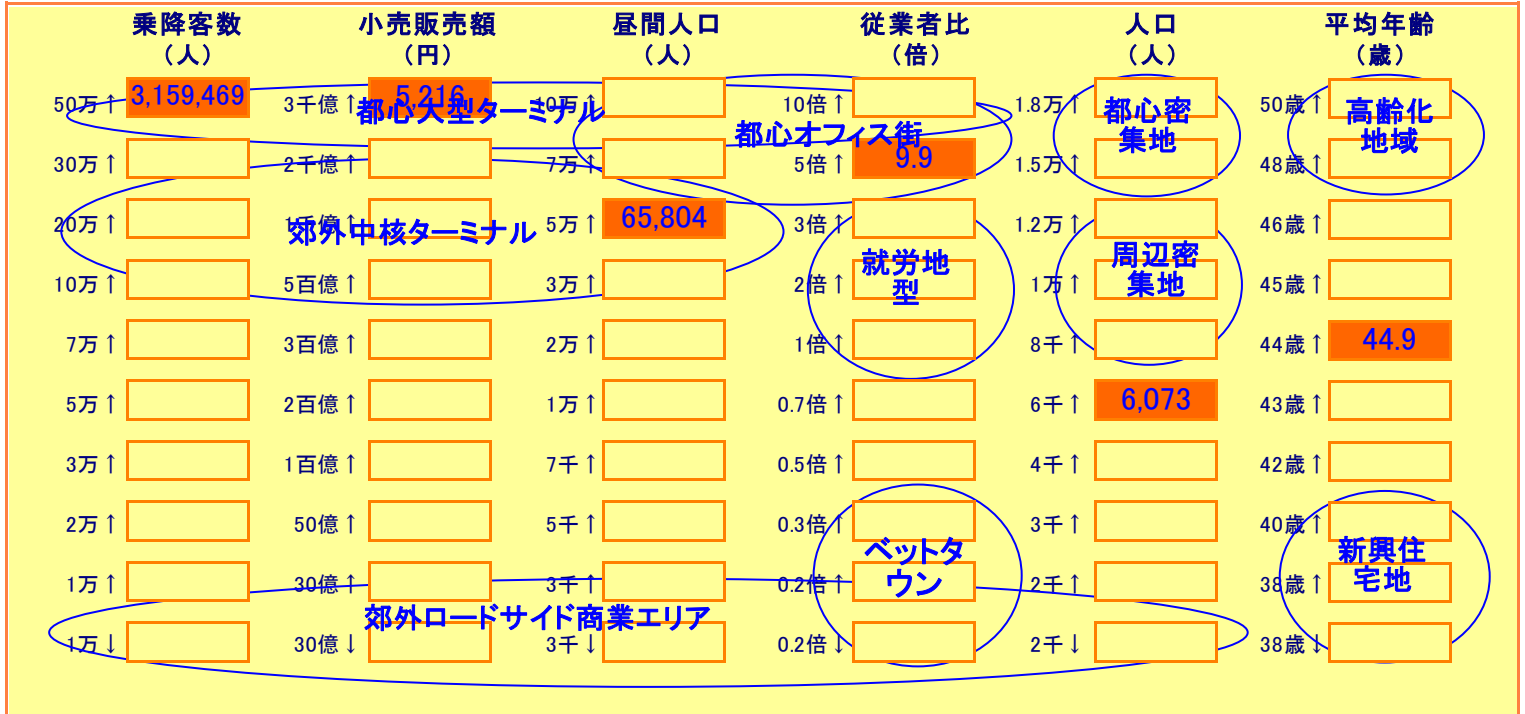 乗降客数 小売販売額 昼間人口 従業者比 人口 平均年齢
（人） （円） （人） （倍） （人） （歳）
50万↑ 3,159,469 3千億↑ 5,216 10万↑ 10倍↑ 1.8万↑ 50歳↑
都心大型ターミナル 都心オフィス街 都心密集地 高齢化地域
30万↑ 2千億↑ 7万↑ 5倍↑ 9.9 1.5万↑ 48歳↑
20万↑ 1千億↑ 5万↑ 65,804 3倍↑ 1.2万↑ 46歳↑
郊外中核ターミナル 就労地型 周辺密集地
10万↑ 5百億↑ 3万↑ 2倍↑ 1万↑ 45歳↑
7万↑ 3百億↑ 2万↑ 1倍↑ 8千↑ 44歳↑ 44.9
5万↑ 2百億↑ 1万↑ 0.7倍↑ 6千↑ 6,073 43歳↑
3万↑ 1百億↑ 7千↑ 0.5倍↑ 4千↑ 42歳↑
2万↑ 50億↑ 5千↑ 0.3倍↑ 3千↑ 40歳↑
ベットタウン 新興住宅地
1万↑ 30億↑ 3千↑ 0.2倍↑ 2千↑ 38歳↑
郊外ロードサイド商業エリア
1万↓ 30億↓ 3千↓ 0.2倍↓ 2千↓ 38歳↓